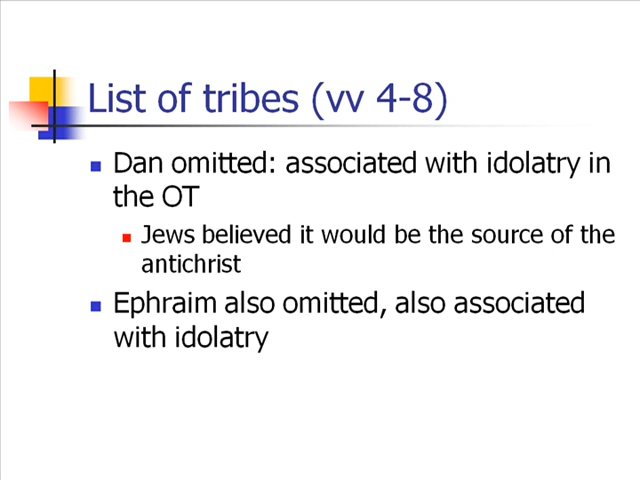 List of tribes (vv 4-8)
Dan omitted: associated with idolatry in
the OT
Jews believed it would be the source of the
antichrist
Ephraim also omitted, also associated
with idolatry